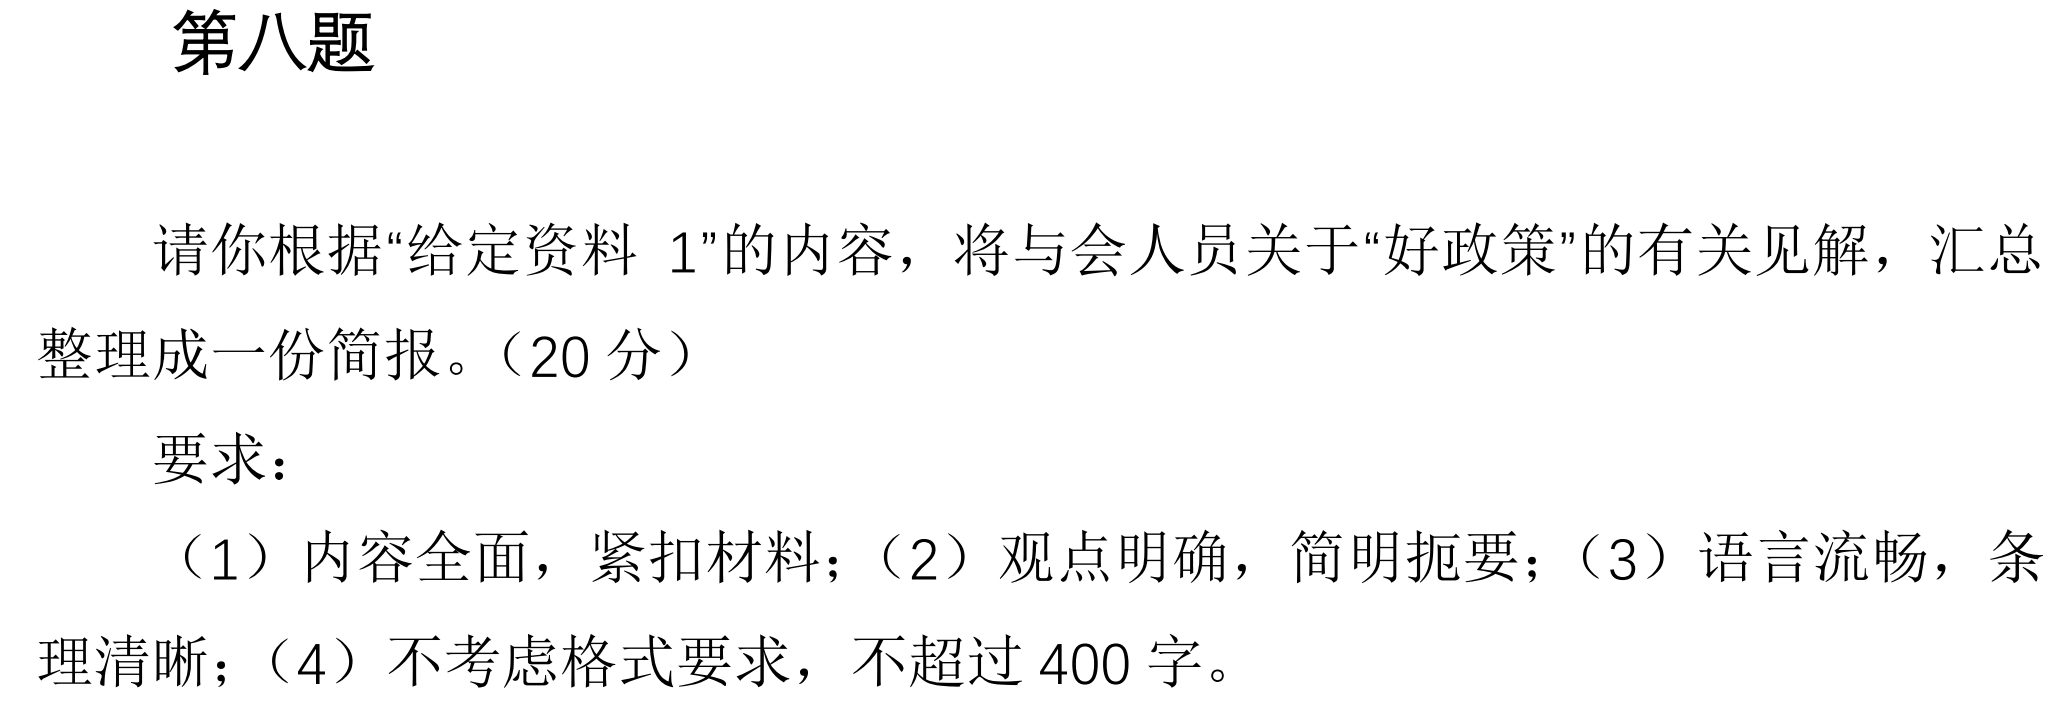 第八题
请你根据“给定资料 1”的内容，将与会人员关于“好政策”的有关见解，汇总
整理成一份简报。（20 分）
要求：
（1）内容全面，紧扣材料；（2）观点明确，简明扼要；（3）语言流畅，条
理清晰；（4）不考虑格式要求，不超过 400 字。